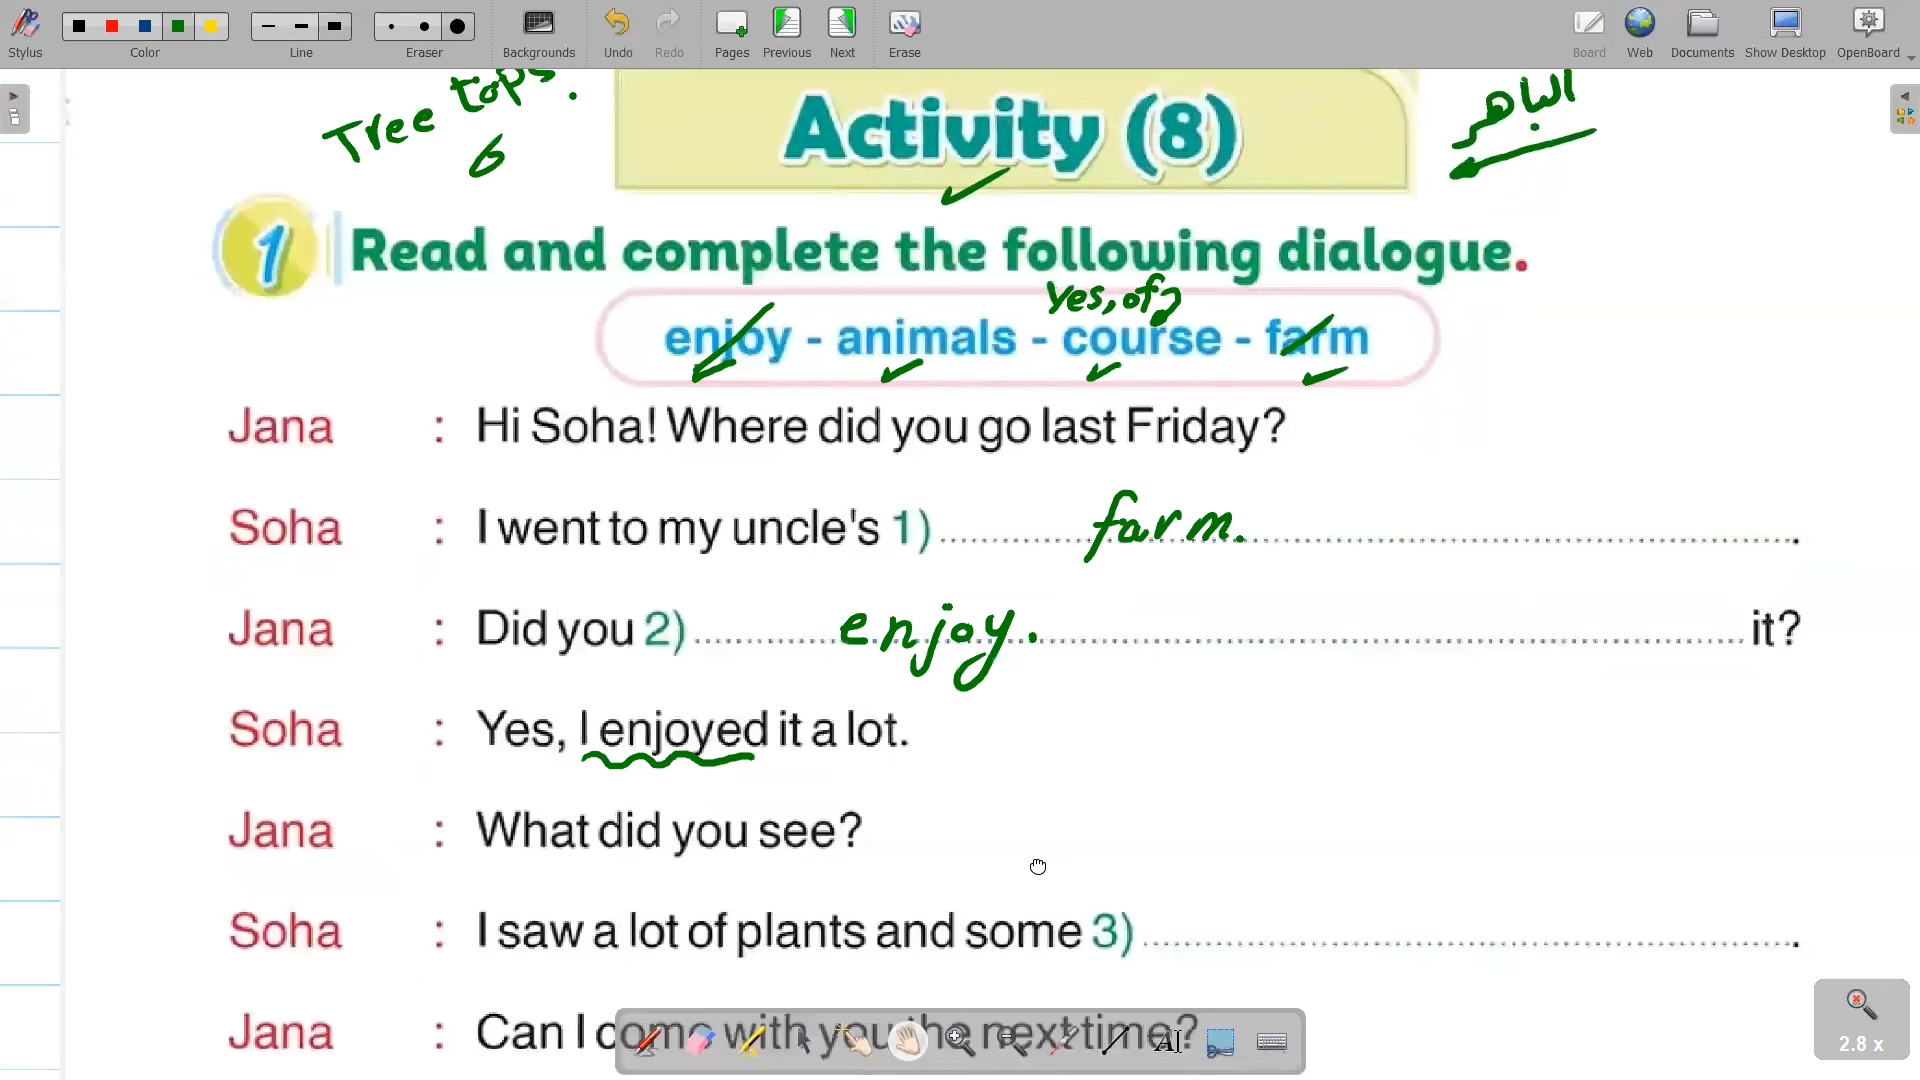 Stylus Color Line Eraser Backgrounds Undo Redo Pages Previous Next Erase Board Web Documents Show Desktop OpenBoard
Tree tops.
6
Activity (8)
الباهر
1 Read and complete the following dialogue.
Yes, of
enjoy - animals - course - farm
Jana : Hi Soha! Where did you go last Friday?
Soha : I went to my uncle's 1) farm. .
Jana : Did you 2) enjoy. it?
Soha : Yes, I enjoyed it a lot.
Jana : What did you see?
Soha : I saw a lot of plants and some 3) .
Jana : Can I come with you the next time?
2.8 x